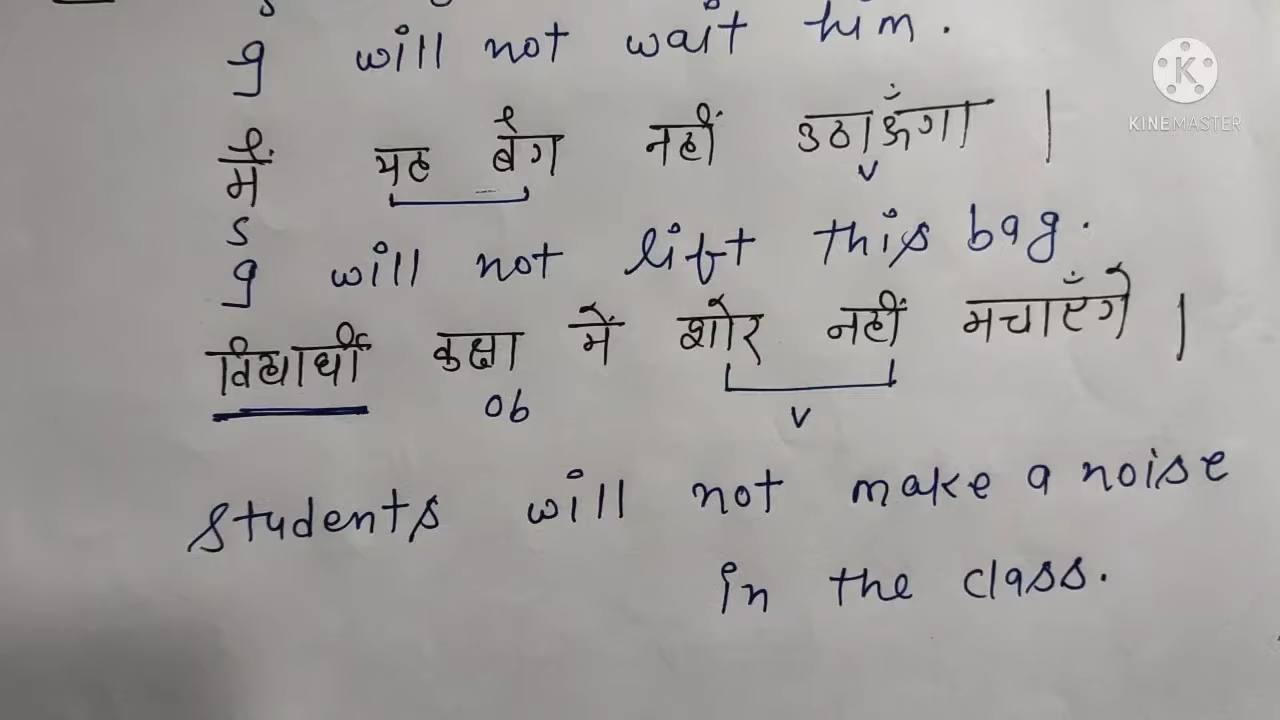 I will not wait him.
मैं यह बैग नहीं उठाऊँगा |
v
S
I will not lift this bag.
विद्यार्थी कक्षा में शोर नहीं मचाएँगे |
ob v
Students will not make a noise
in the class.
KINEMASTER